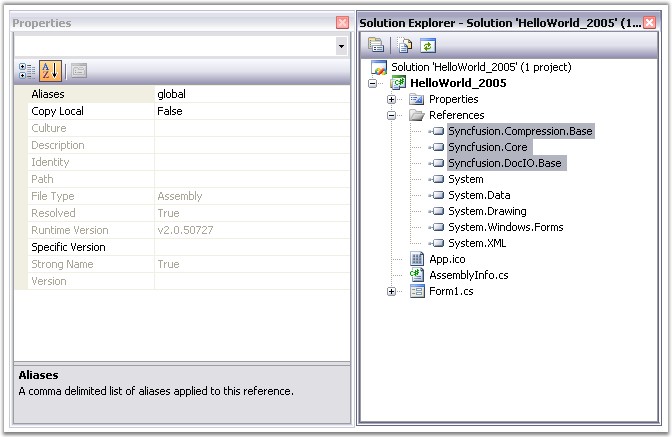 Properties
Aliases global
Copy Local False
Culture
Description
Identity
Path
File Type Assembly
Resolved True
Runtime Version v2.0.50727
Specific Version
Strong Name True
Version
Aliases
A comma delimited list of aliases applied to this reference.
Solution Explorer - Solution 'HelloWorld_2005' (1...
Solution 'HelloWorld_2005' (1 project)
HelloWorld_2005
Properties
References
Syncfusion.Compression.Base
Syncfusion.Core
Syncfusion.DocIO.Base
System
System.Data
System.Drawing
System.Windows.Forms
System.XML
App.ico
AssemblyInfo.cs
Form1.cs